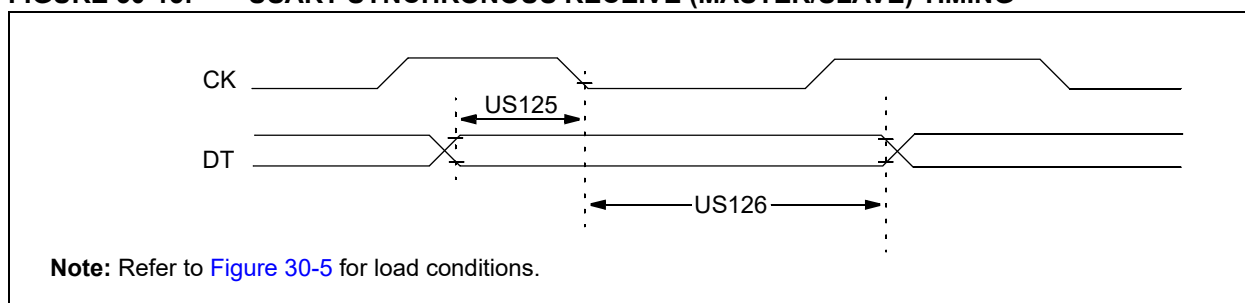 CK
US125
DT
US126
Note: Refer to Figure 30-5 for load conditions.